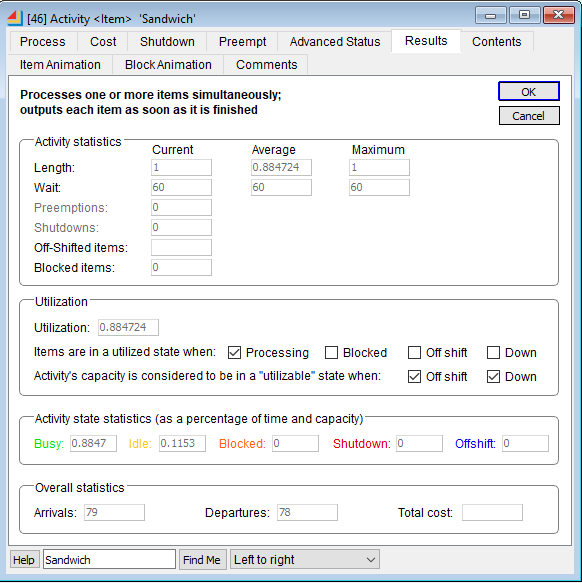 [46] Activity <Item> 'Sandwich'
Process Cost Shutdown Preempt Advanced Status Results Contents
Item Animation Block Animation Comments
Processes one or more items simultaneously;
outputs each item as soon as it is finished
OK
Cancel
Activity statistics
Current Average Maximum
Length: 1 0.884724 1
Wait: 60 60 60
Preemptions: 0
Shutdowns: 0
Off-Shifted items:
Blocked items: 0
Utilization
Utilization: 0.884724
Items are in a utilized state when: Processing Blocked Off shift Down
Activity's capacity is considered to be in a "utilizable" state when: Off shift Down
Activity state statistics (as a percentage of time and capacity)
Busy: 0.8847 Idle: 0.1153 Blocked: 0 Shutdown: 0 Offshift: 0
Overall statistics
Arrivals: 79 Departures: 78 Total cost:
Help Sandwich Find Me Left to right